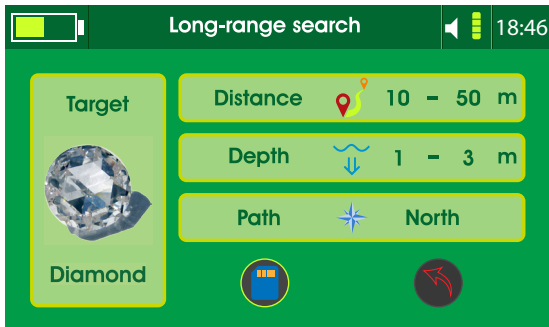 Long-range search
18:46
Target
Diamond
Distance 10 - 50 m
Depth 1 - 3 m
Path North